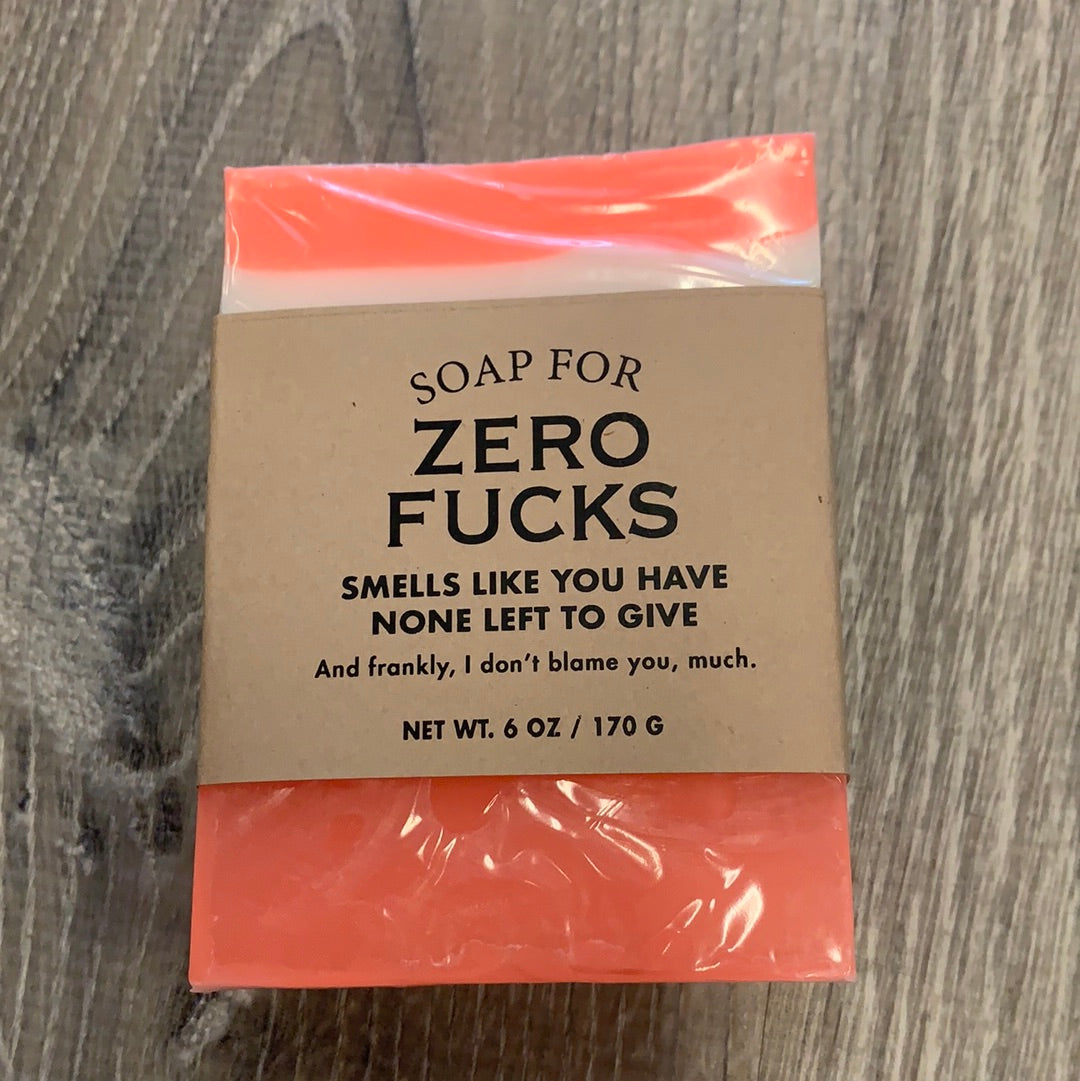 SOAP FOR
ZERO
FUCKS
SMELLS LIKE YOU HAVE
NONE LEFT TO GIVE
And frankly, I don't blame you, much.
NET WT. 6 OZ / 170 G